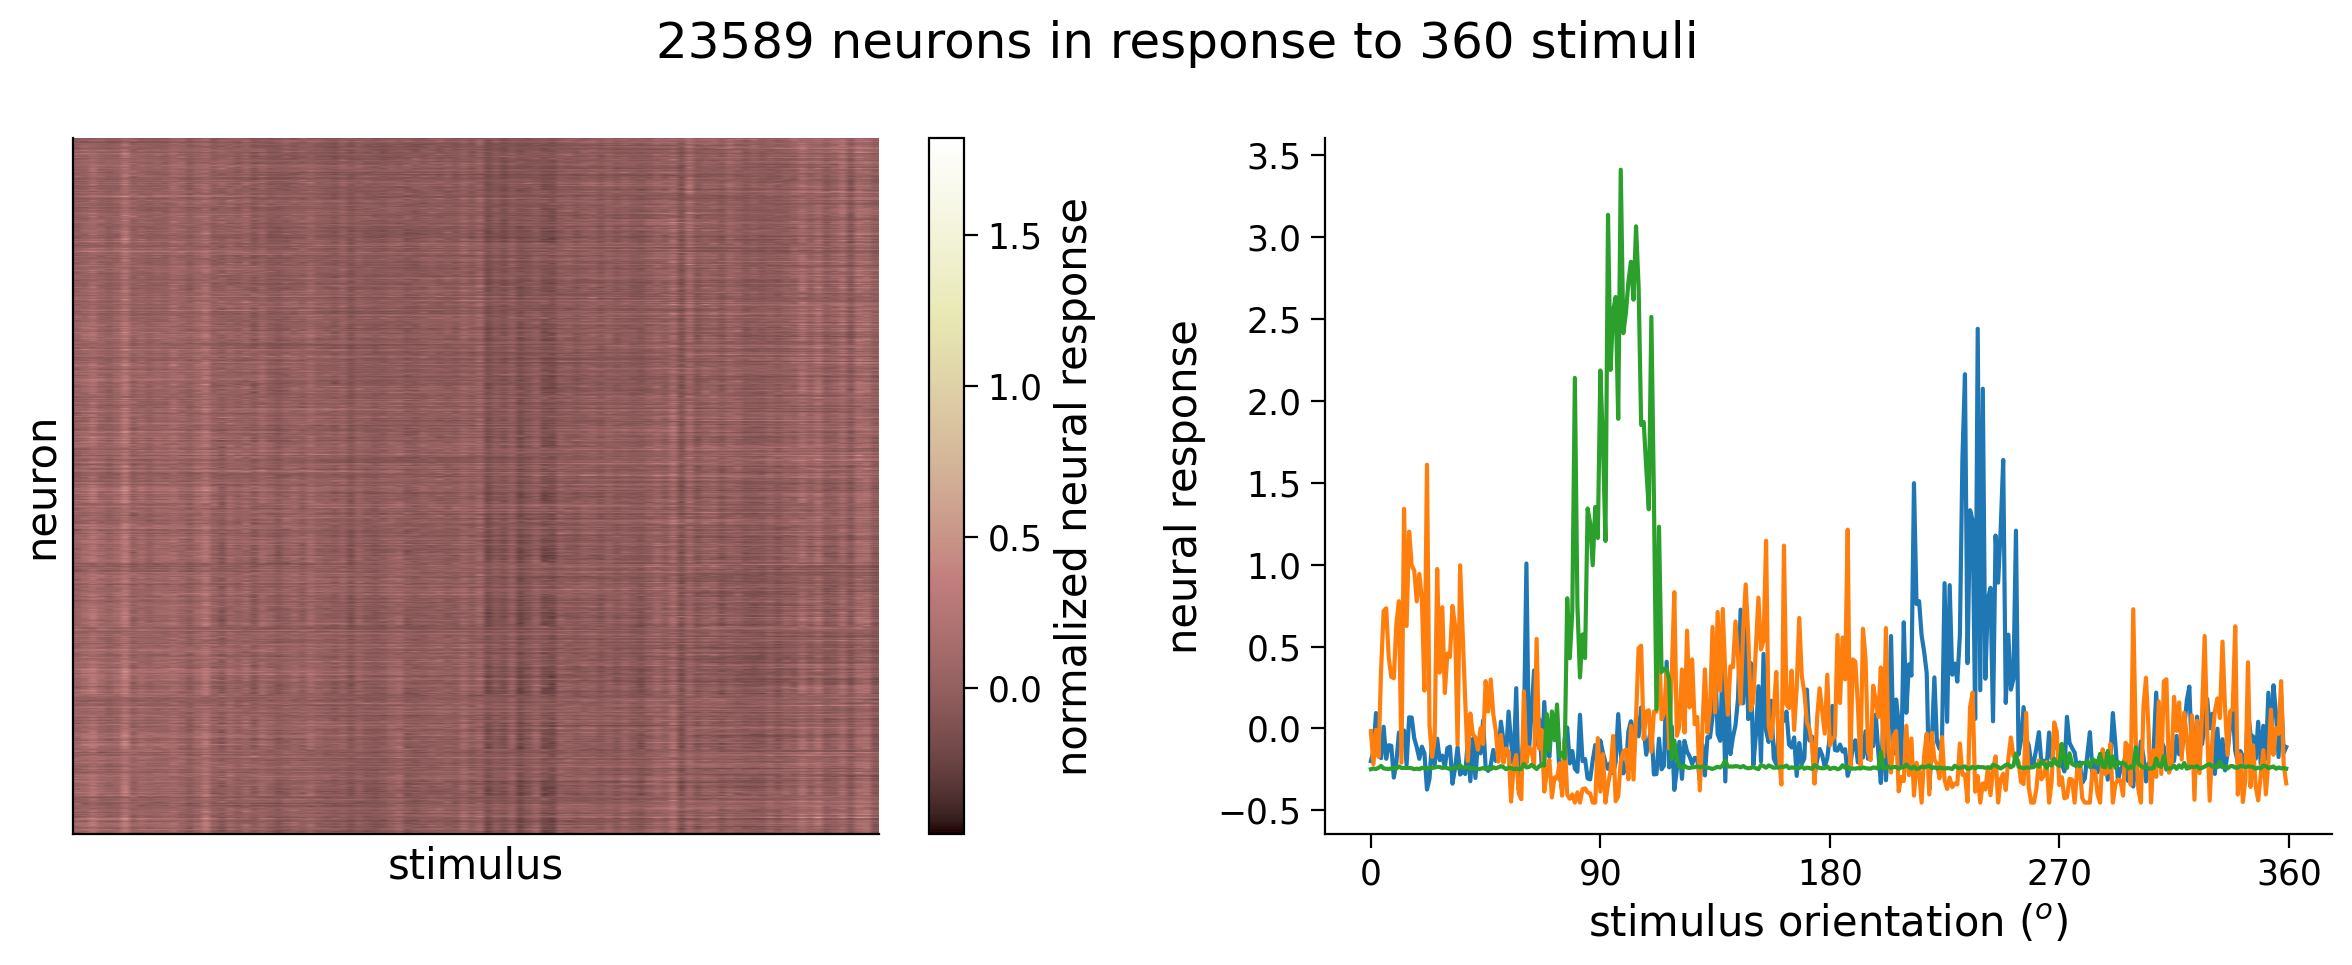 23589 neurons in response to 360 stimuli
neuron
stimulus
1.5
1.0
0.5
0.0
normalized neural response
neural response
3.5
3.0
2.5
2.0
1.5
1.0
0.5
0.0
−0.5
0 90 180 270 360
stimulus orientation (ᵒ)